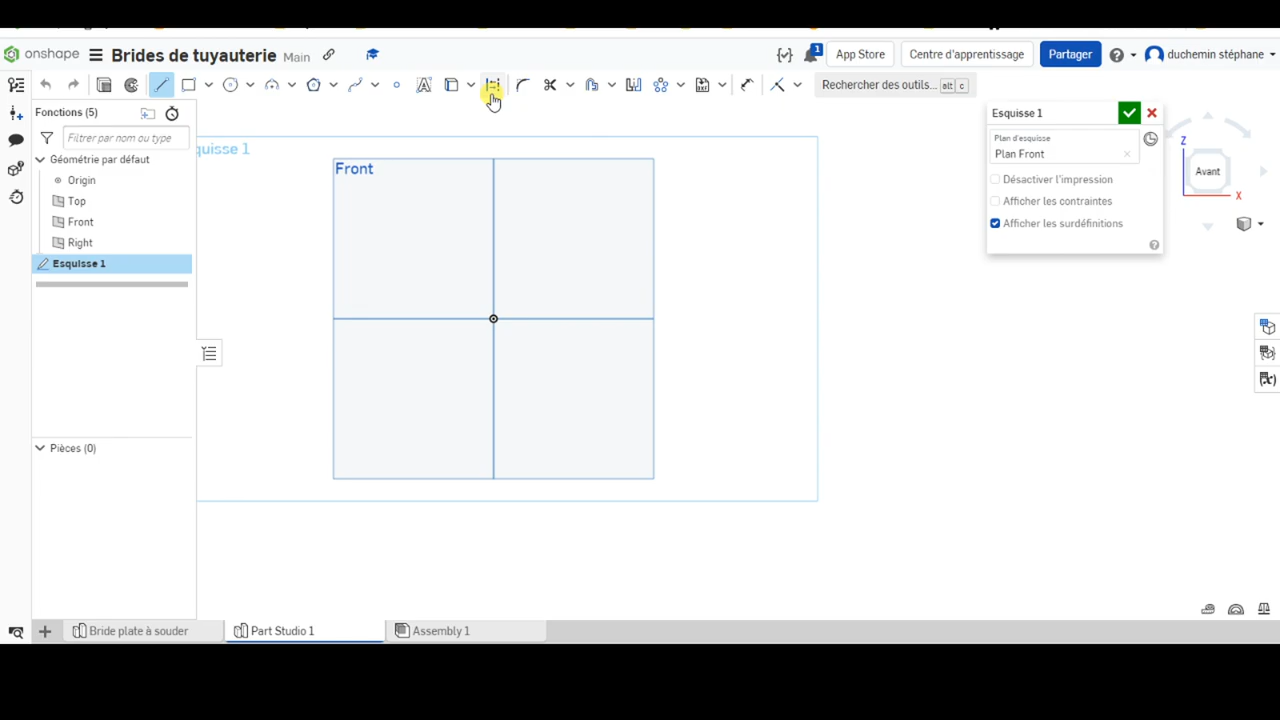 onshape Brides de tuyauterie Main
1 App Store Centre d'apprentissage Partager duchemin stéphane
Rechercher des outils... alt c
Fonctions (5)
Filtrer par nom ou type
Géométrie par défaut
Origin
Top
Front
Right
Esquisse 1
Pièces (0)
quisse 1
Front
Esquisse 1
Plan d'esquisse
Plan Front
Désactiver l'impression
Afficher les contraintes
Afficher les surdéfinitions
Z
Avant
X
Bride plate à souder Part Studio 1 Assembly 1